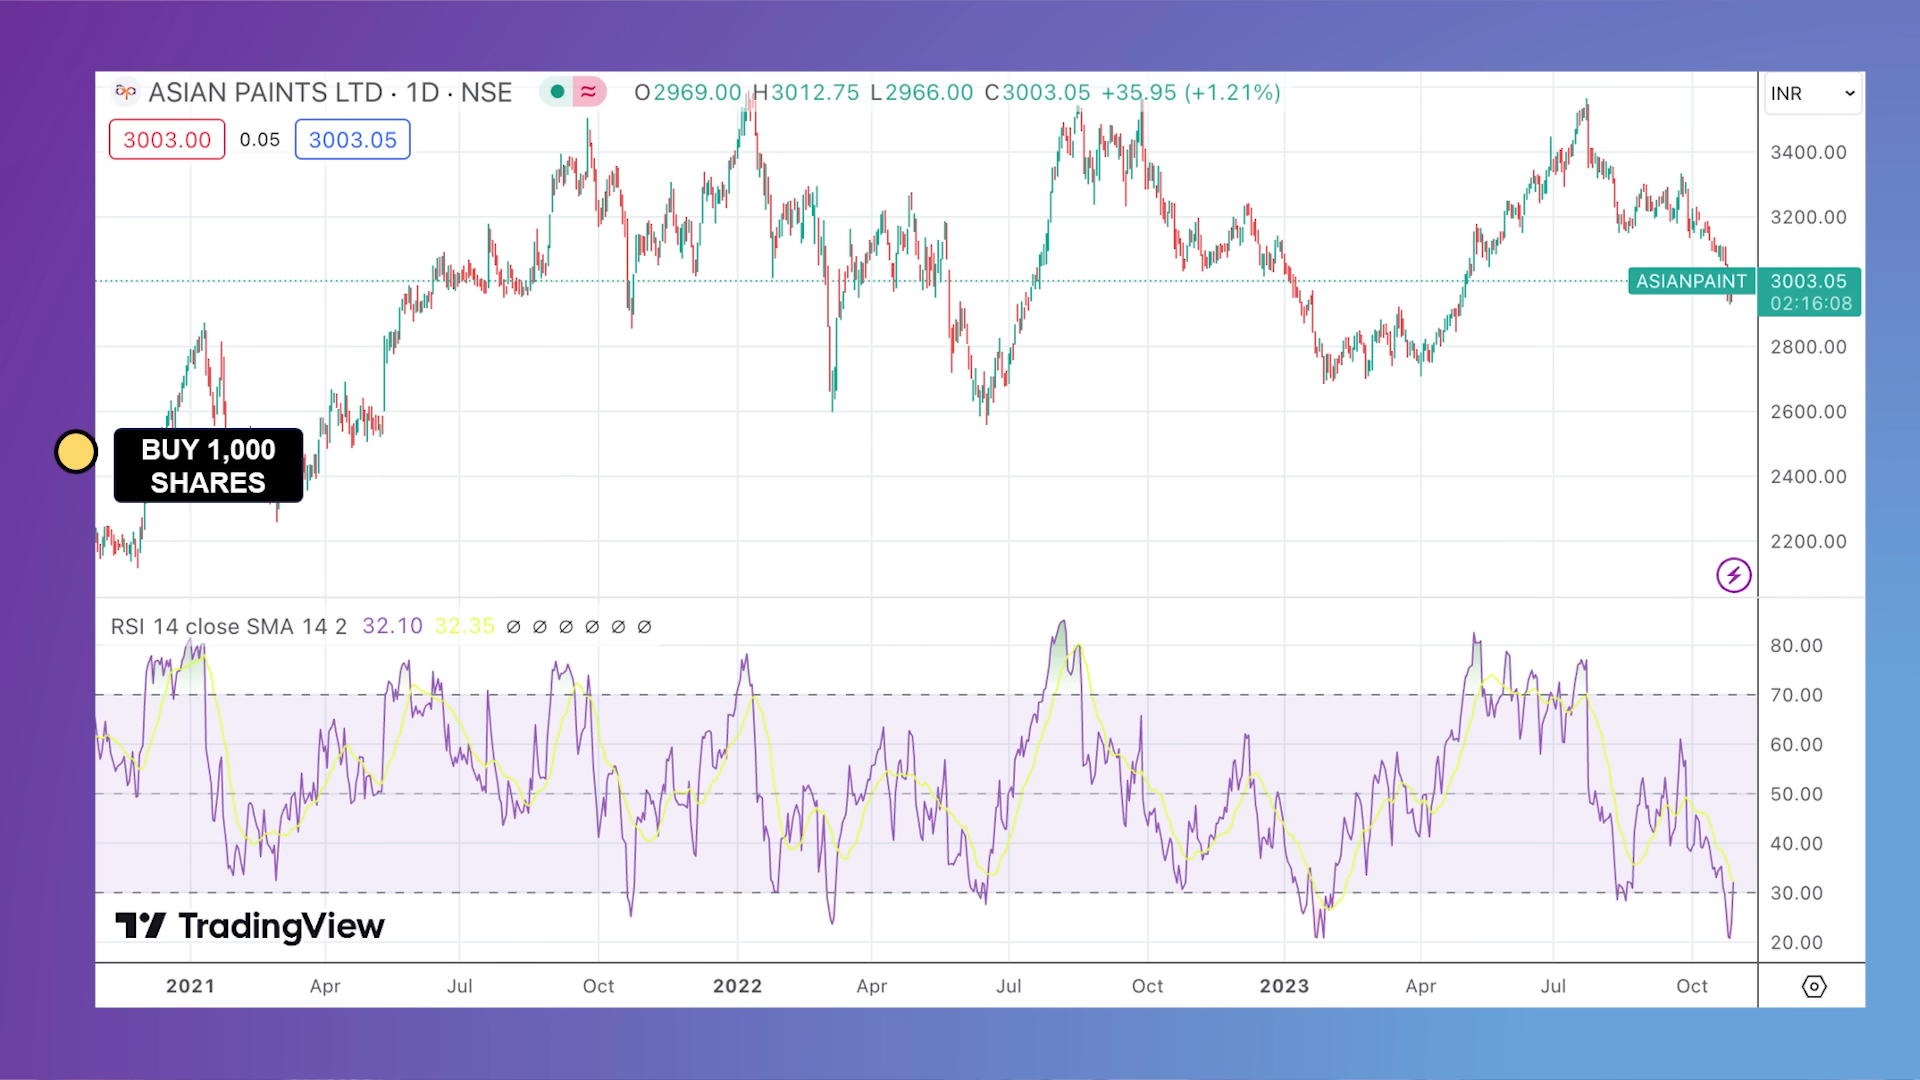 ASIAN PAINTS LTD · 1D · NSE
O2969.00 H3012.75 L2966.00 C3003.05 +35.95 (+1.21%)
INR
3003.00 0.05 3003.05
3400.00
3200.00
ASIANPAINT 3003.05
02:16:08
2800.00
2600.00
BUY 1,000
SHARES
2400.00
2200.00
RSI 14 close SMA 14 2 32.10 32.35 ∅ ∅ ∅ ∅ ∅ ∅
80.00
70.00
60.00
50.00
40.00
30.00
TradingView
20.00
2021 Apr Jul Oct 2022 Apr Jul Oct 2023 Apr Jul Oct